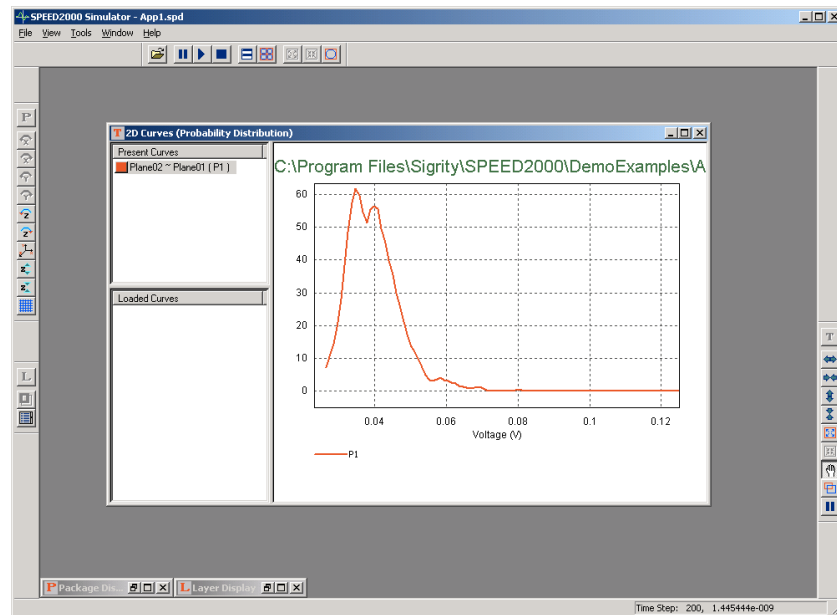 SPEED2000 Simulator - App1.spd
File View Tools Window Help
P
T
2D Curves (Probability Distribution)
Present Curves
Plane02 ~ Plane01 ( P1 )
Loaded Curves
C:\Program Files\Sigrity\SPEED2000\DemoExamples\A
60
50
40
30
20
10
0
0.04 0.06 0.08 0.1 0.12
Voltage (V)
P1
L
T
P Package Dis... L Layer Display
Time Step: 200, 1.445444e-009